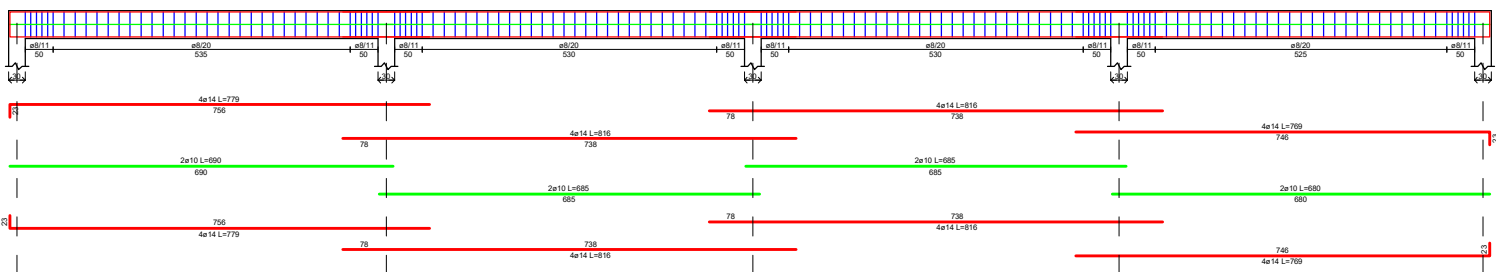 ø8/11 ø8/20 ø8/11 ø8/11 ø8/20 ø8/11 ø8/11 ø8/20 ø8/11 ø8/11 ø8/20 ø8/11
50 535 50 50 530 50 50 530 50 50 525 50
30 30 30 30 30
4ø14 L=779 4ø14 L=816
23 756 78 738
4ø14 L=816 4ø14 L=769
78 738 746 23
2ø10 L=690 2ø10 L=685
690 685
2ø10 L=685 2ø10 L=680
685 680
23 756 78 738
4ø14 L=779 4ø14 L=816
78 738 746 23
4ø14 L=816 4ø14 L=769